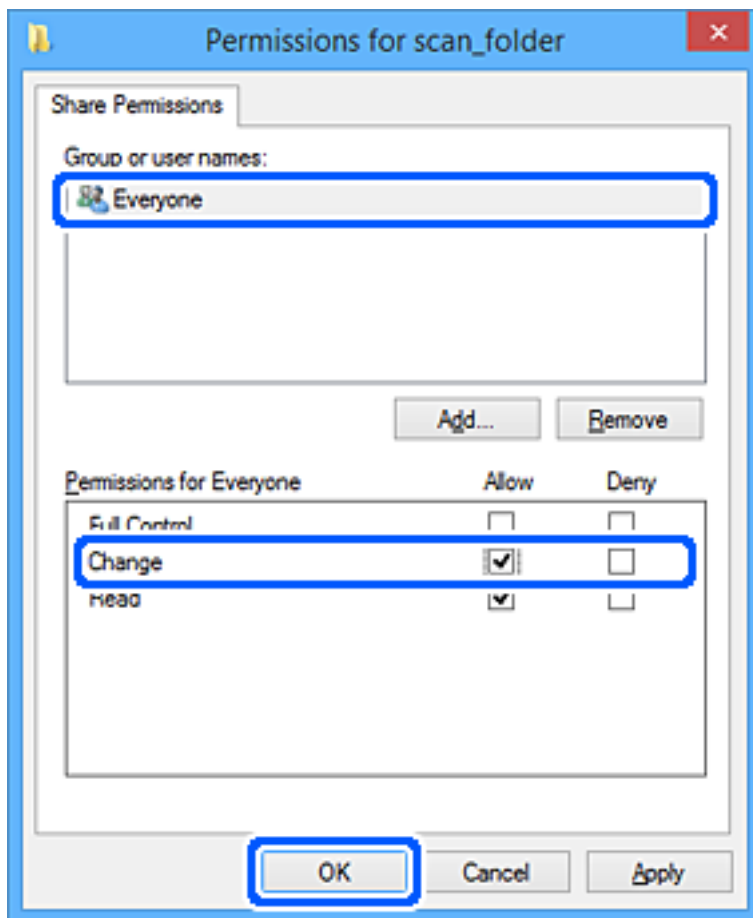 Permissions for scan_folder
Share Permissions
Group or user names:
Everyone
Add... Remove
Permissions for Everyone Allow Deny
Full Control
Change
Read
OK Cancel Apply